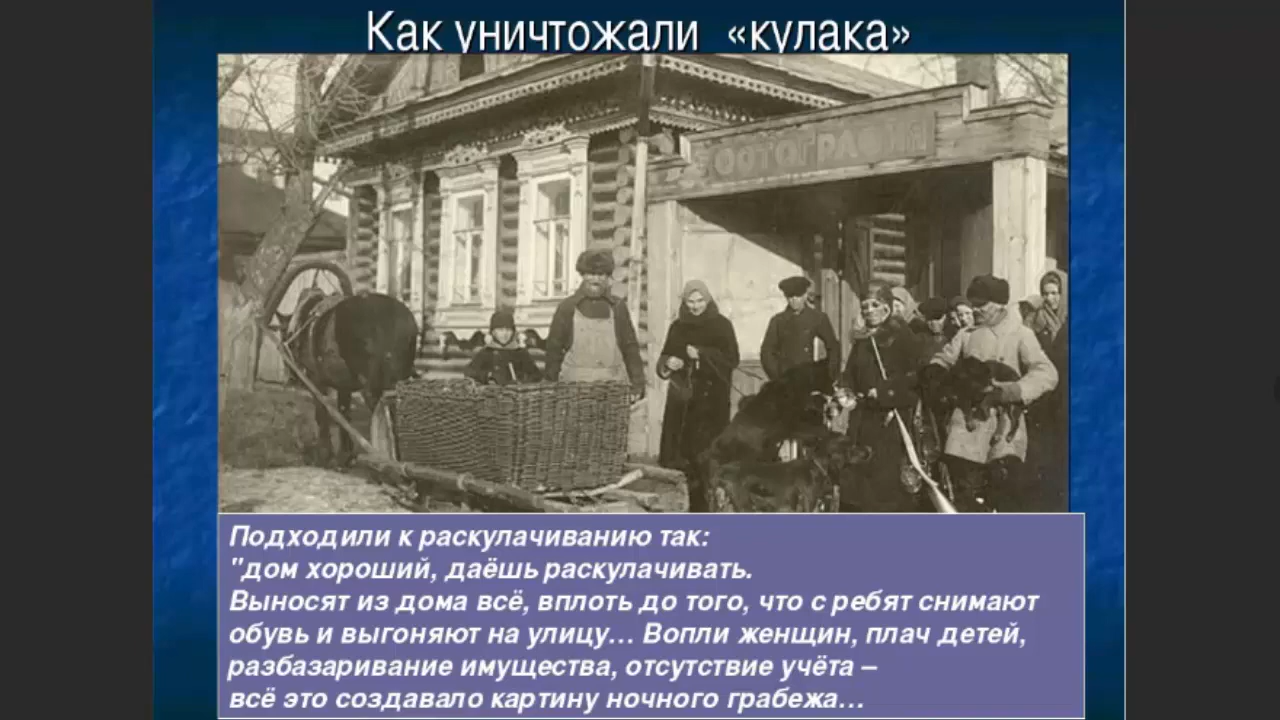 Как уничтожали «кулака»
ФОТОГРАФИЯ
Подходили к раскулачиванию так:
"дом хороший, даёшь раскулачивать.
Выносят из дома всё, вплоть до того, что с ребят снимают
обувь и выгоняют на улицу… Вопли женщин, плач детей,
разбазаривание имущества, отсутствие учёта –
всё это создавало картину ночного грабежа…